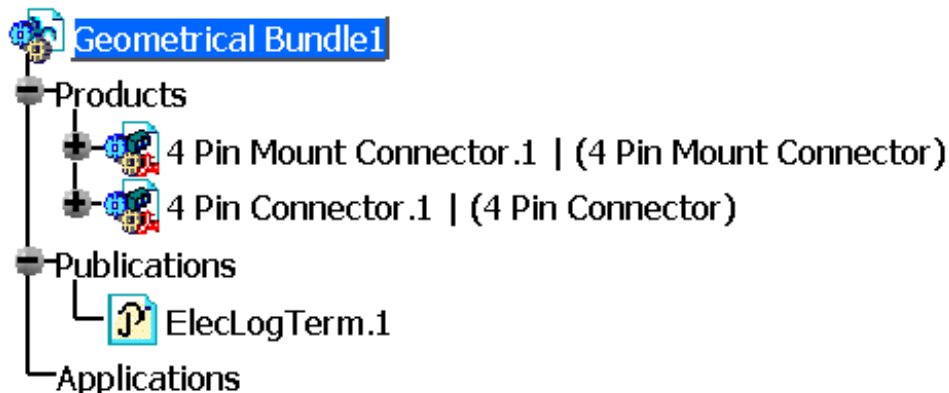 Geometrical Bundle1
Products
4 Pin Mount Connector.1 | (4 Pin Mount Connector)
4 Pin Connector.1 | (4 Pin Connector)
Publications
ElecLogTerm.1
Applications